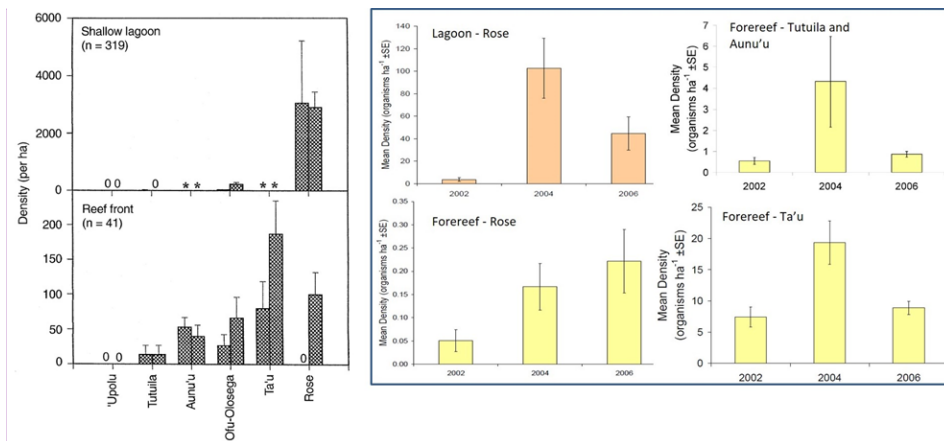 6000
Shallow lagoon
(n = 319)
4000
2000
0
0 0
0
* *
* *
Reef front
(n = 41)
200
150
100
50
0
0 0
0
Density (per ha)
'Upolu
Tutuila
Aunu'u
Ofu-Olosega
Ta'u
Rose
Lagoon - Rose
Mean Density (organisms ha⁻¹ ±SE)
140
120
100
80
60
40
20
0
2002
2004
2006
Forereef - Tutuila and
Aunu'u
Mean Density
(organisms ha⁻¹ ±SE)
7
6
5
4
3
2
1
0
2002
2004
2006
Forereef - Rose
Mean Density (organisms ha⁻¹ ±SE)
0.35
0.30
0.25
0.20
0.15
0.10
0.05
0.00
2002
2004
2006
Forereef - Ta'u
Mean Density
(organisms ha⁻¹ ±SE)
25
20
15
10
5
0
2002
2004
2006